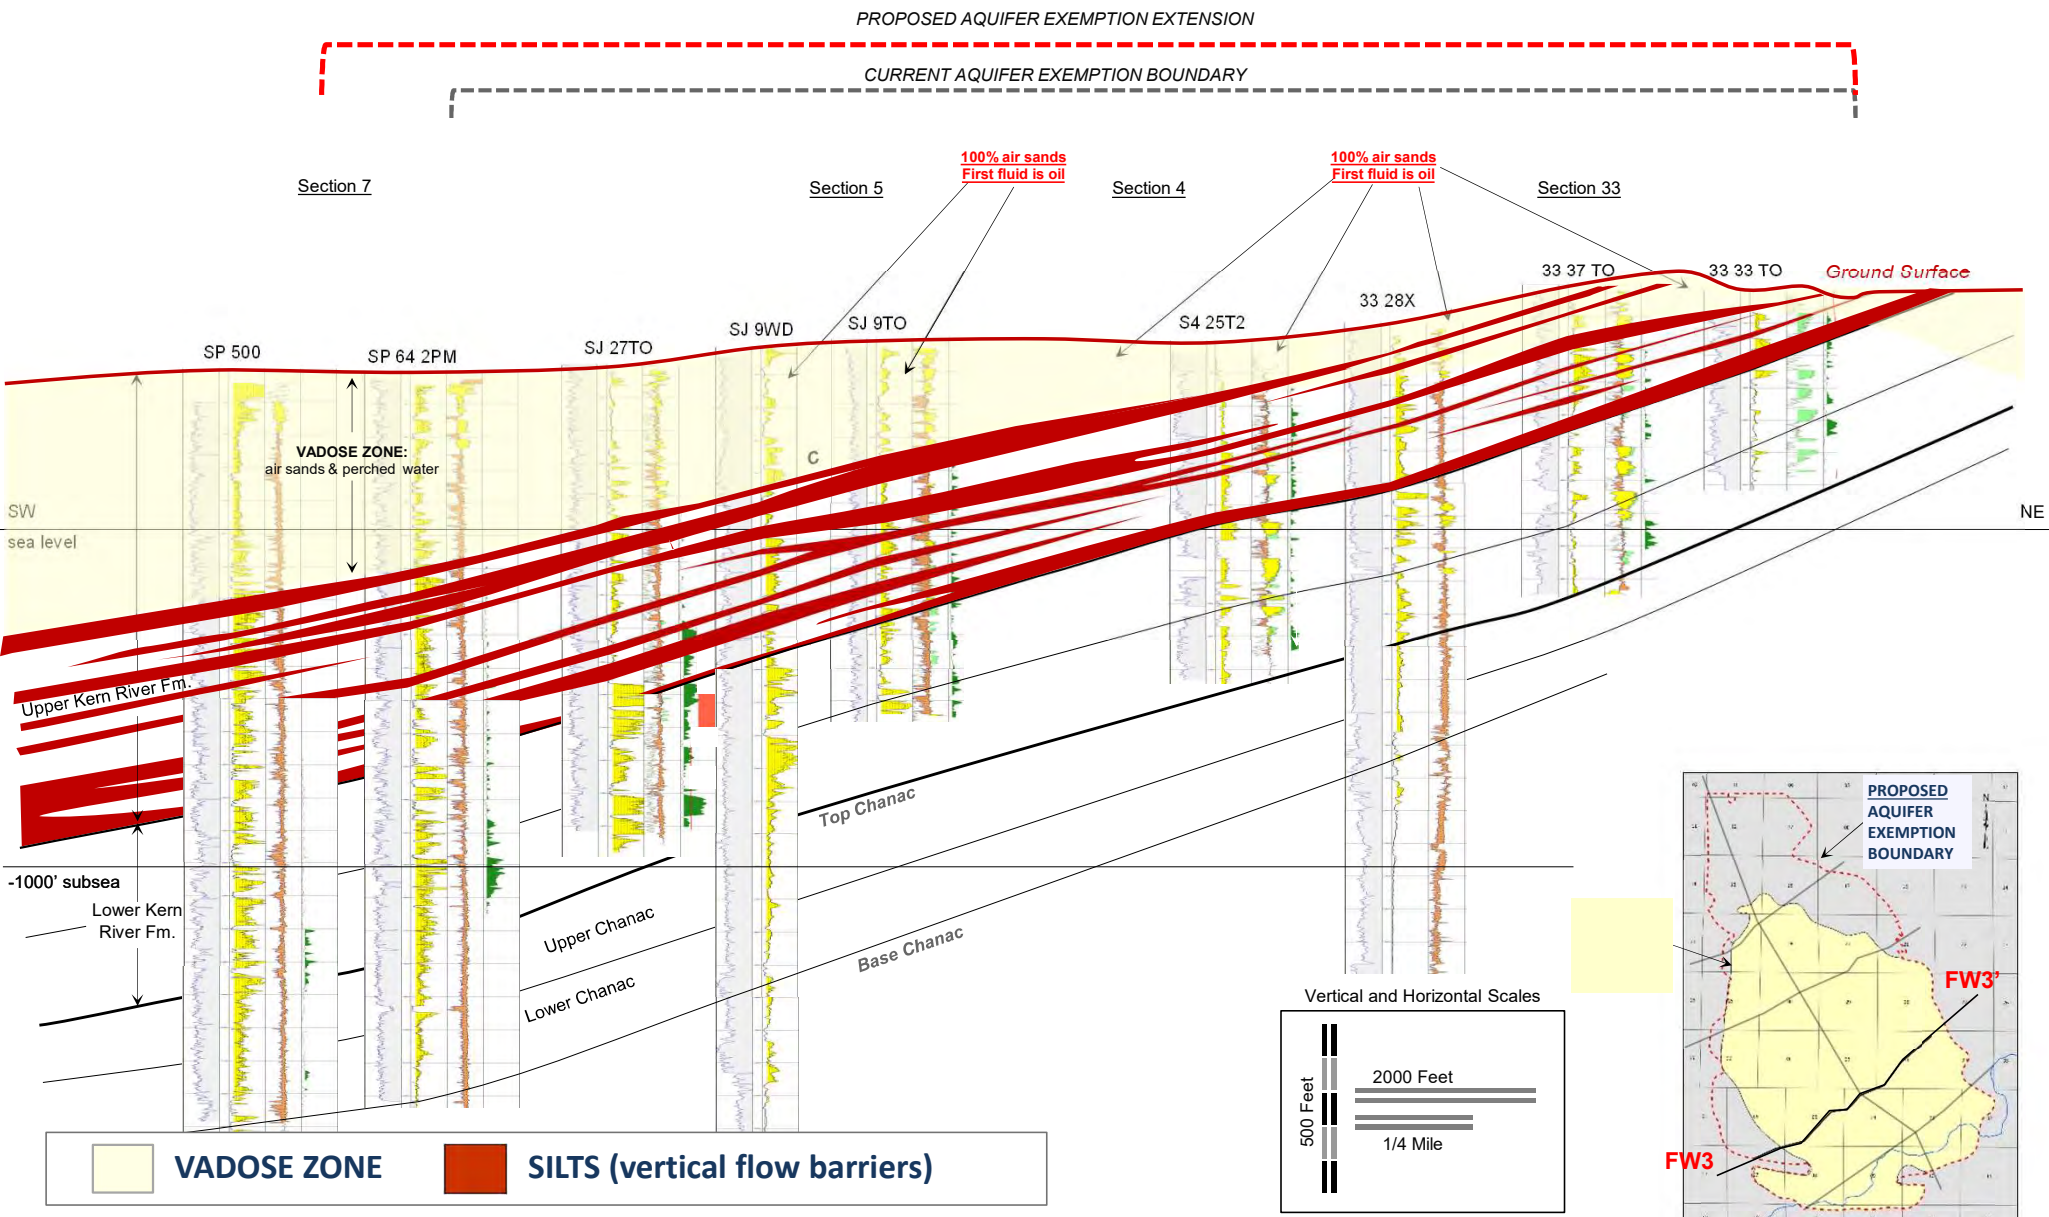 PROPOSED AQUIFER EXEMPTION EXTENSION
CURRENT AQUIFER EXEMPTION BOUNDARY
100% air sands
First fluid is oil
100% air sands
First fluid is oil
Section 7
Section 5
Section 4
Section 33
33 37 TO
33 33 TO
Ground Surface
33 28X
SJ 9WD
SJ 9TO
S4 25T2
SP 500
SP 64 2PM
SJ 27TO
VADOSE ZONE:
air sands & perched water
C
SW
sea level
NE
Upper Kern River Fm.
Top Chanac
-1000' subsea
Lower Kern
River Fm.
Upper Chanac
Base Chanac
Lower Chanac
PROPOSED
AQUIFER
EXEMPTION
BOUNDARY
N
FW3'
FW3
Vertical and Horizontal Scales
500 Feet
2000 Feet
1/4 Mile
VADOSE ZONE
SILTS (vertical flow barriers)